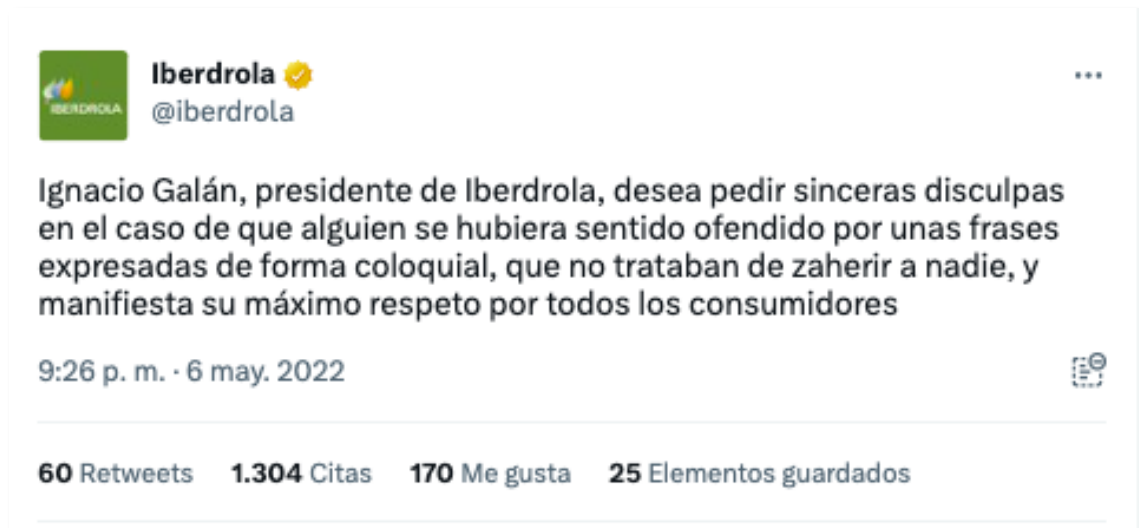 Iberdrola
@iberdrola
IBERDROLA
Ignacio Galán, presidente de Iberdrola, desea pedir sinceras disculpas
en el caso de que alguien se hubiera sentido ofendido por unas frases
expresadas de forma coloquial, que no trataban de zaherir a nadie, y
manifiesta su máximo respeto por todos los consumidores
9:26 p. m. · 6 may. 2022
60 Retweets 1.304 Citas 170 Me gusta 25 Elementos guardados